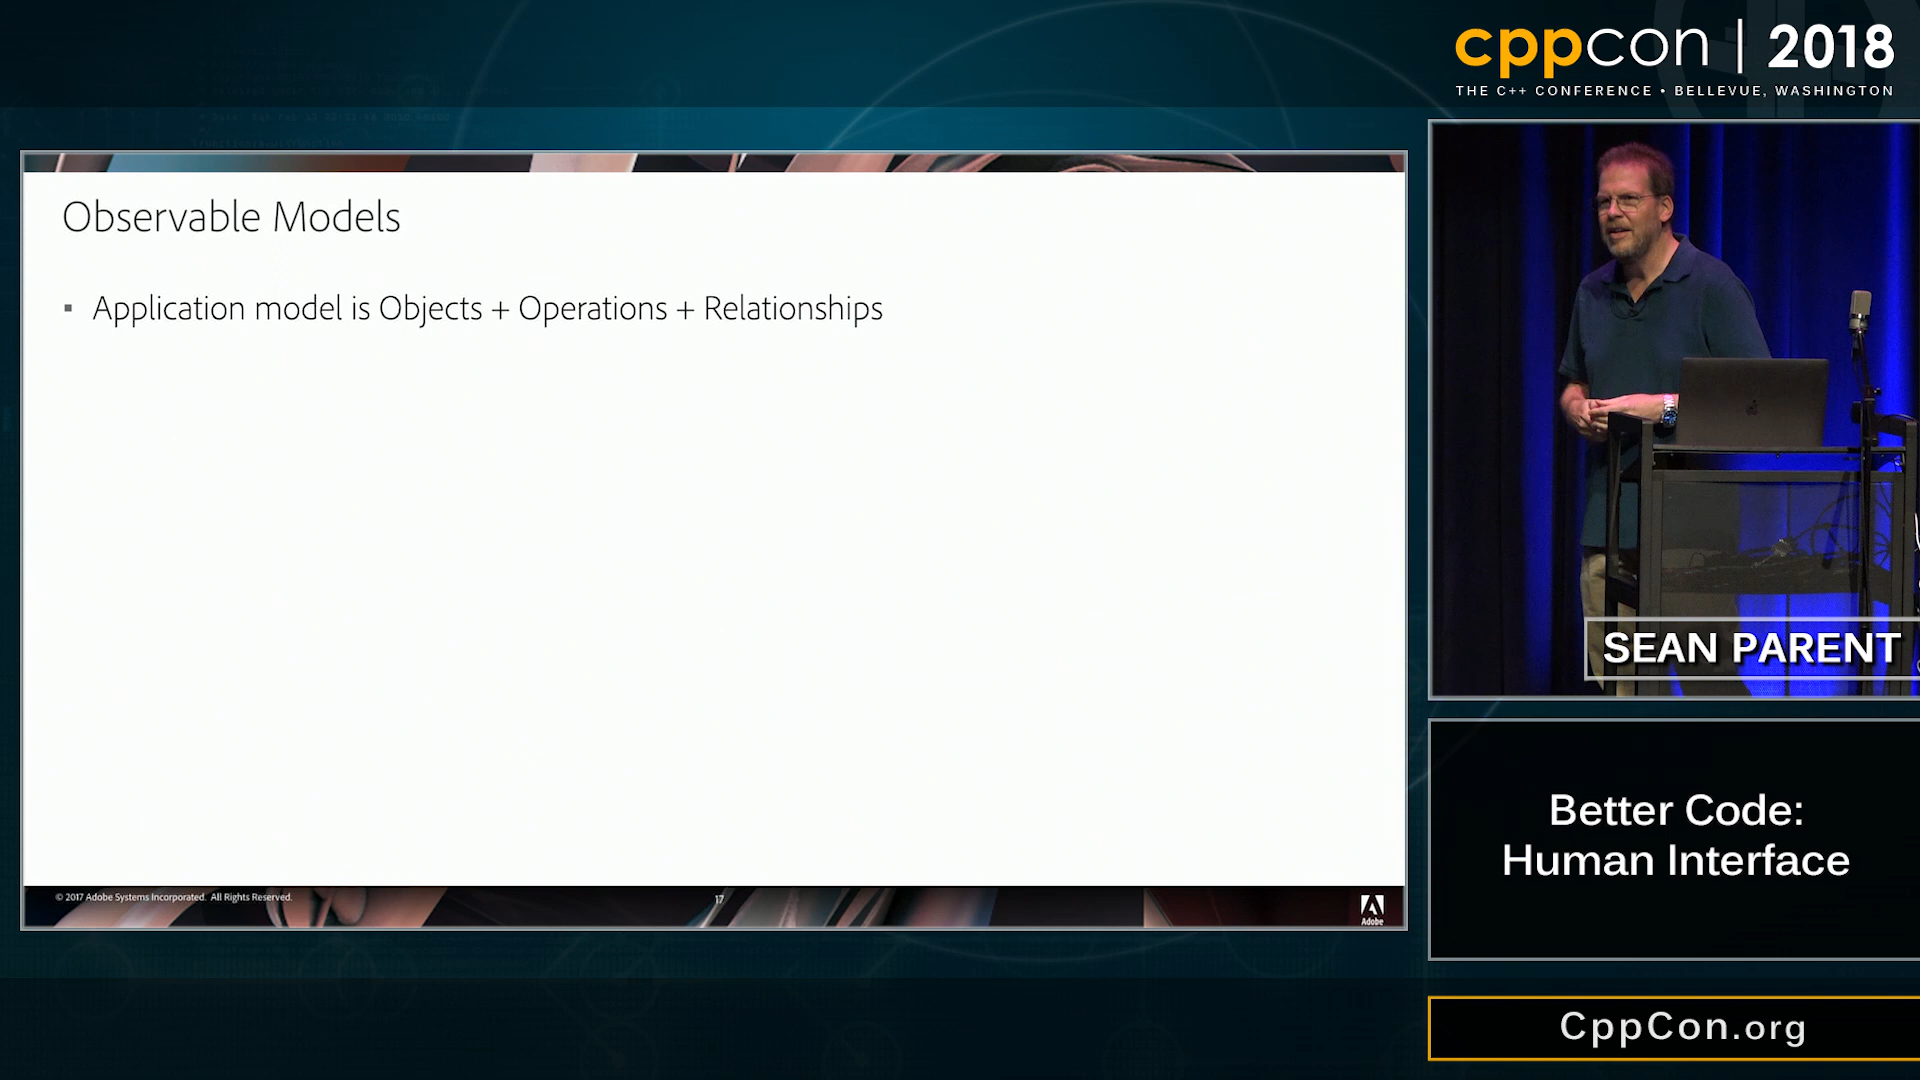 cppcon | 2018
THE C++ CONFERENCE • BELLEVUE, WASHINGTON
Observable Models
▪ Application model is Objects + Operations + Relationships
© 2017 Adobe Systems Incorporated. All Rights Reserved.
17
Adobe
SEAN PARENT
Better Code:
Human Interface
CppCon.org